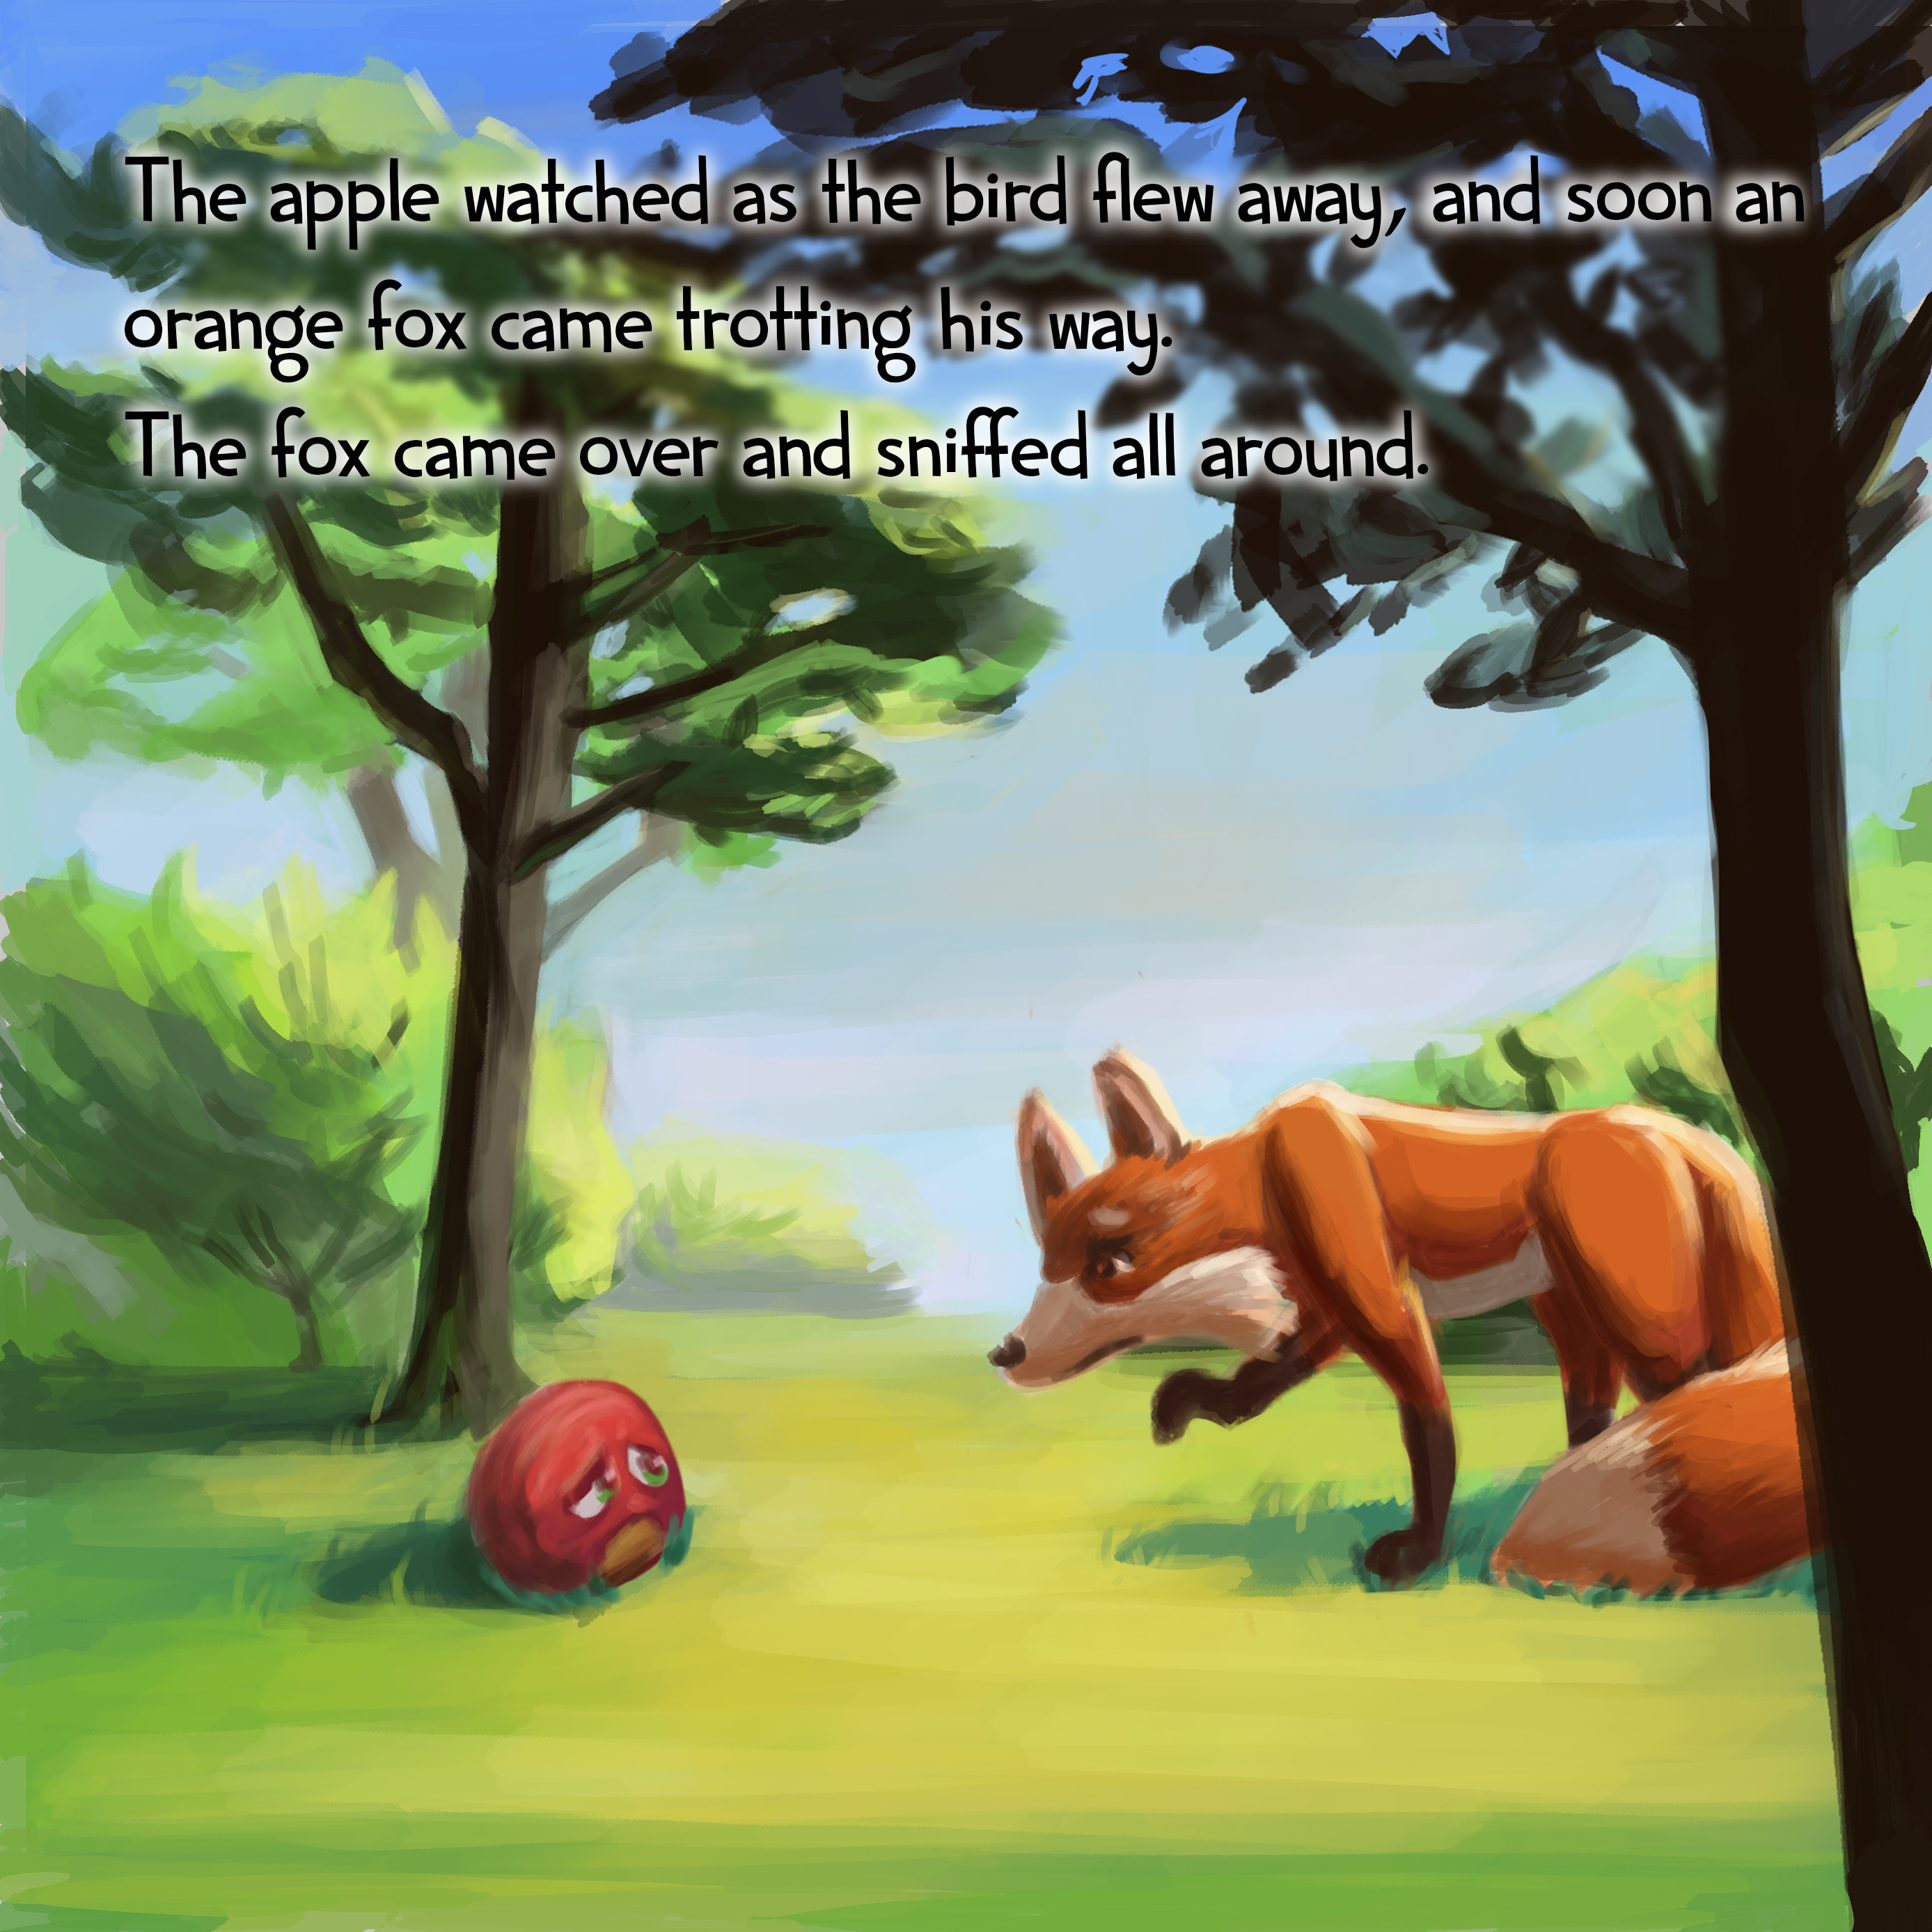 The apple watched as the bird flew away, and soon an
orange fox came trotting his way.
The fox came over and sniffed all around.